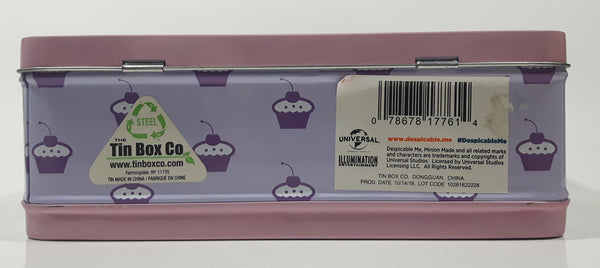 STEEL
THE
Tin Box Co.
www.tinboxco.com
Farmingdale, NY 11735
TIN MADE IN CHINA / FABRIQUÉ EN CHINE
0 78678 17761 4
UNIVERSAL
ILLUMINATION
ENTERTAINMENT
www.despicable.me #DespicableMe
Despicable Me, Minion Made and all related marks
and characters are trademarks and copyrights of
Universal Studios. Licensed by Universal Studios
Licensing LLC. All Rights Reserved.
TIN BOX CO. DONGGUAN, CHINA.
PROD. DATE 10/14/16 LOT CODE 10281622228